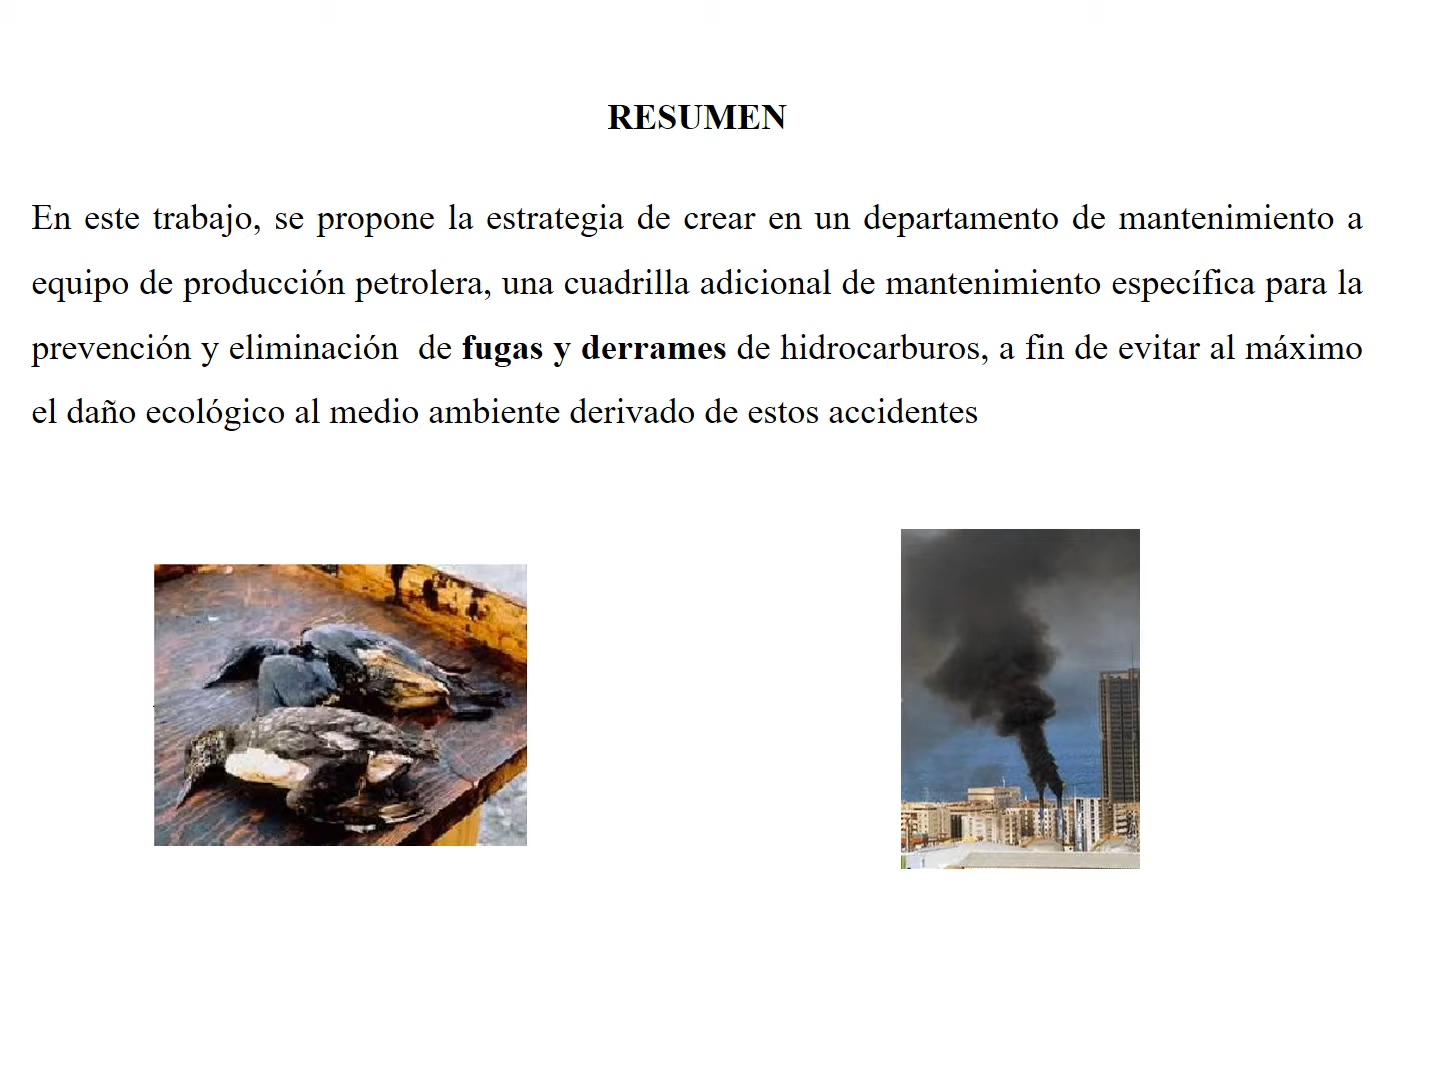 RESUMEN
En este trabajo, se propone la estrategia de crear en un departamento de mantenimiento a
equipo de producción petrolera, una cuadrilla adicional de mantenimiento específica para la
prevención y eliminación  de fugas y derrames de hidrocarburos, a fin de evitar al máximo
el daño ecológico al medio ambiente derivado de estos accidentes